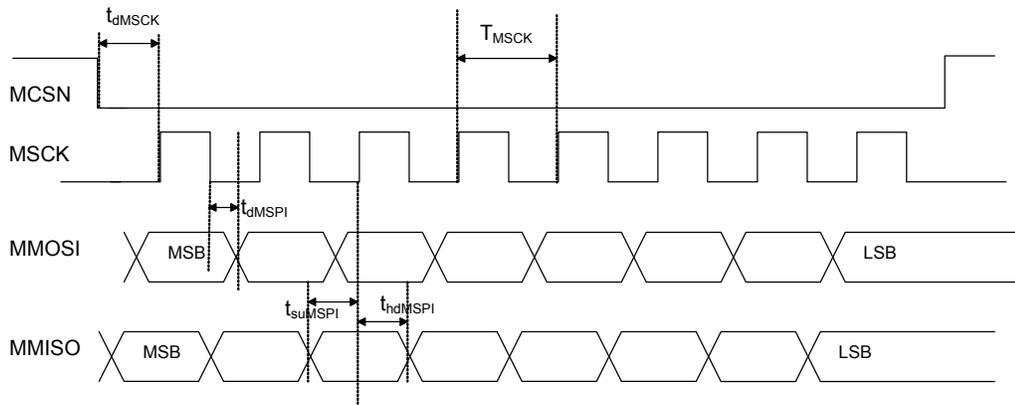 tdMSCK
TMSCK
MCSN
MSCK
tdMSPI
MMOSI
MSB
LSB
tsuMSPI
thdMSPI
MMISO
MSB
LSB